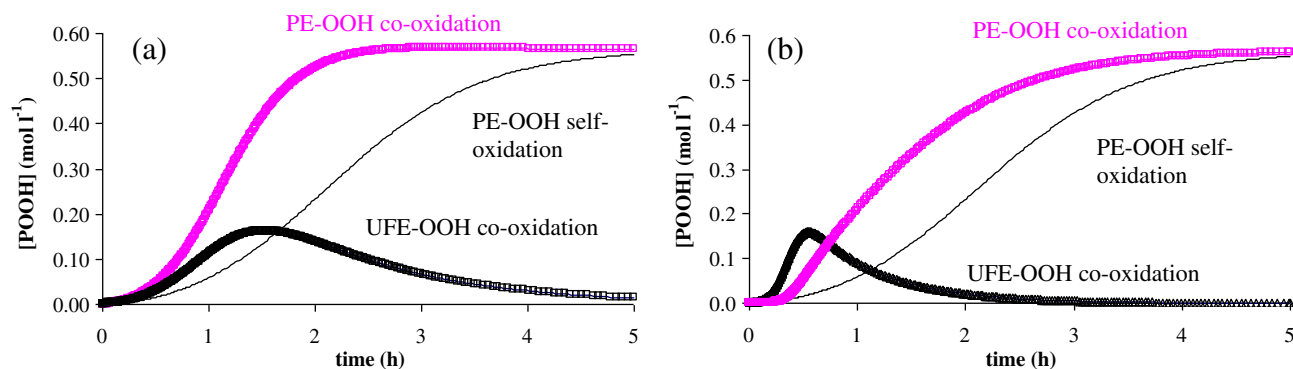 PE-OOH co-oxidation
(a)
0.60
0.50
0.40
0.30
0.20
0.10
0.00
[POOH] (mol l⁻¹)
PE-OOH self-
oxidation
UFE-OOH co-oxidation
0 1 2 3 4 5
time (h)
PE-OOH co-oxidation
(b)
0.6
0.5
0.4
0.3
0.2
0.1
0.0
[POOH] (mol l⁻¹)
PE-OOH self-
oxidation
UFE-OOH co-oxidation
0 1 2 3 4 5
time (h)